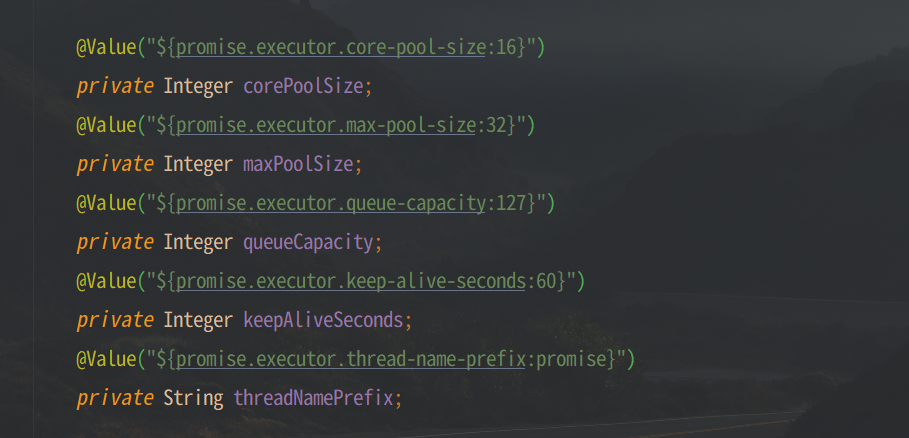 @Value("${promise.executor.core-pool-size:16}")
private Integer corePoolSize;
@Value("${promise.executor.max-pool-size:32}")
private Integer maxPoolSize;
@Value("${promise.executor.queue-capacity:127}")
private Integer queueCapacity;
@Value("${promise.executor.keep-alive-seconds:60}")
private Integer keepAliveSeconds;
@Value("${promise.executor.thread-name-prefix:promise}")
private String threadNamePrefix;